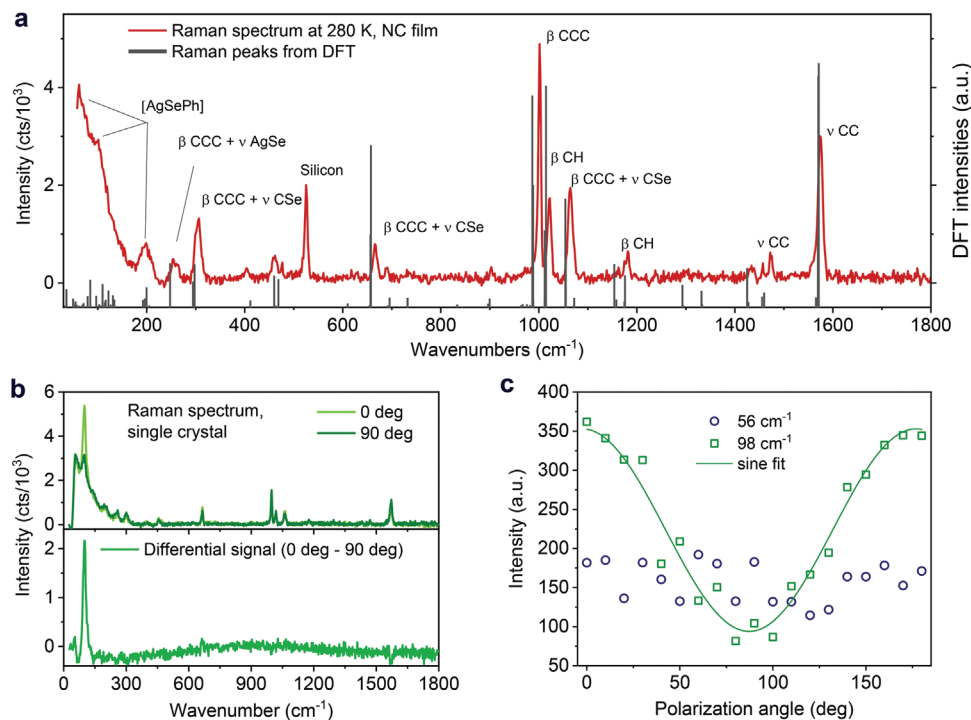 a
Raman spectrum at 280 K, NC film
Raman peaks from DFT
[AgSePh]
β CCC + ν AgSe
β CCC + ν CSe
Silicon
β CCC + ν CSe
β CCC
β CH
β CCC + ν CSe
β CH
ν CC
ν CC
Intensity (cts/10³)
4
2
0
DFT intensities (a.u.)
200 400 600 800 1000 1200 1400 1600 1800
Wavenumbers (cm⁻¹)
b
Raman spectrum,
single crystal
0 deg
90 deg
6
4
2
0
Differential signal (0 deg - 90 deg)
2
0
Intensity (cts/10³)
0 300 600 900 1200 1500 1800
Wavenumber (cm⁻¹)
c
56 cm⁻¹
98 cm⁻¹
sine fit
400
350
300
250
200
150
100
50
Intensity (a.u.)
0 50 100 150
Polarization angle (deg)